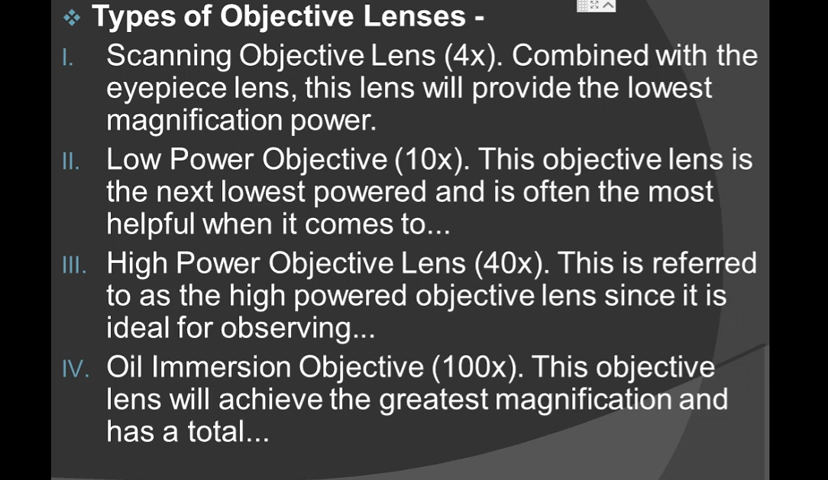 ❖ Types of Objective Lenses -
I. Scanning Objective Lens (4x). Combined with the
eyepiece lens, this lens will provide the lowest
magnification power.
II. Low Power Objective (10x). This objective lens is
the next lowest powered and is often the most
helpful when it comes to...
III. High Power Objective Lens (40x). This is referred
to as the high powered objective lens since it is
ideal for observing...
IV. Oil Immersion Objective (100x). This objective
lens will achieve the greatest magnification and
has a total...